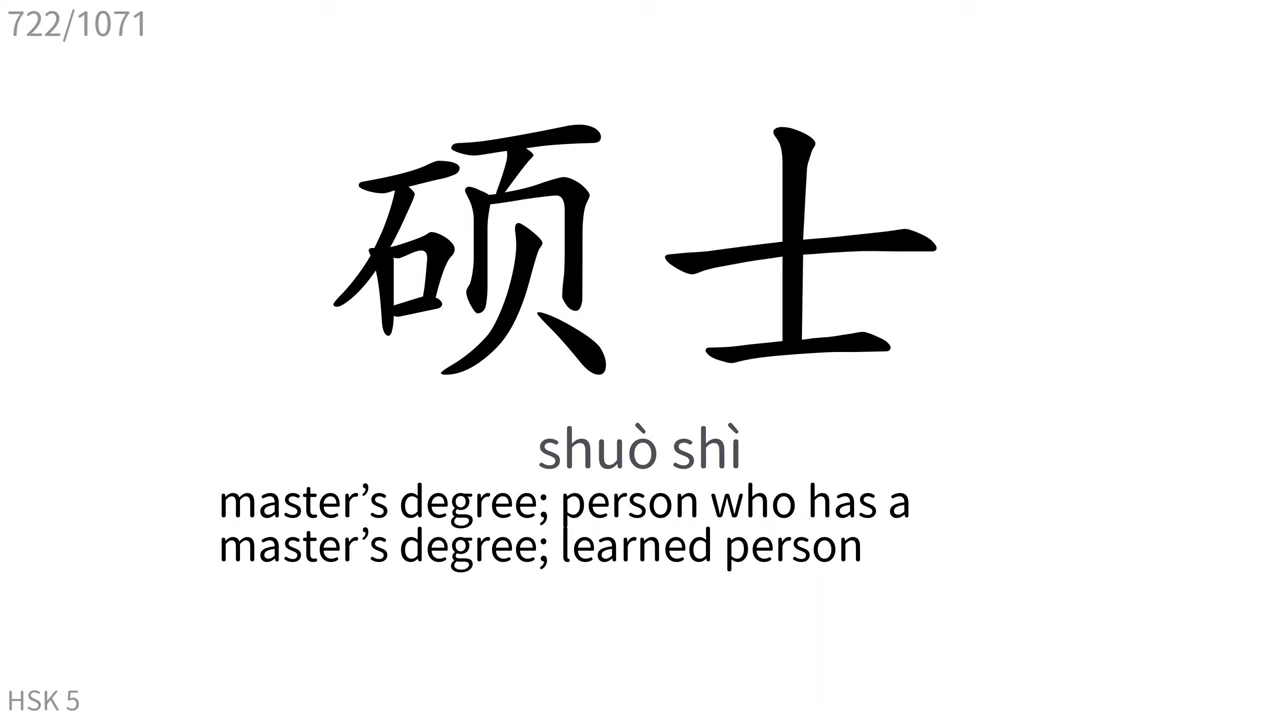 722/1071
硕士
shuò shì
master’s degree; person who has a
master’s degree; learned person
HSK 5